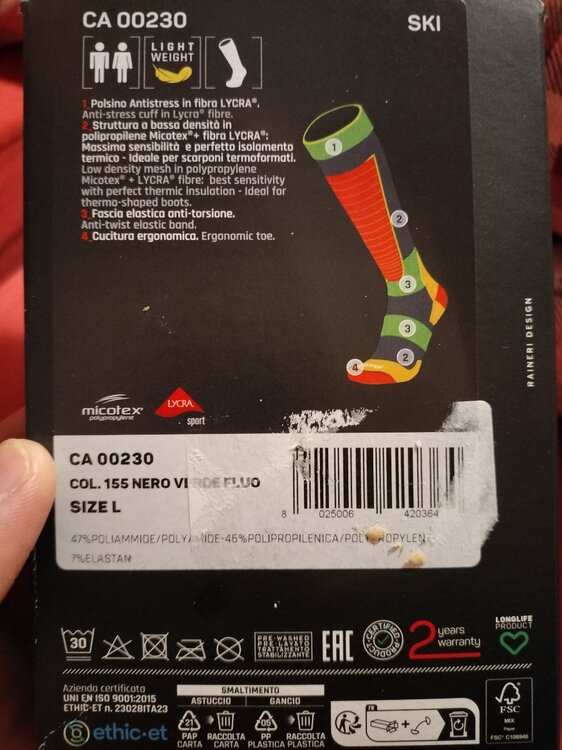 CA 00230
SKI
LIGHT
WEIGHT
1 Polsino Antistress in fibra LYCRA®.
Anti-stress cuff in Lycra® fibre.
2 Struttura a bassa densità in
polipropilene Micotex®+ fibra LYCRA®:
Massima sensibilità e perfetto isolamento
termico - Ideale per scarponi termoformati.
Low density mesh in polypropylene
Micotex® + LYCRA® fibre: best sensitivity
with perfect thermic insulation - Ideal for
thermo-shaped boots.
3 Fascia elastica anti-torsione.
Anti-twist elastic band.
4 Cucitura ergonomica. Ergonomic toe.
1
2
3
3
2
4
RAINERI DESIGN
micotex®
polypropylene
LYCRA
sport
CA 00230
COL. 155 NERO VERDE FLUO
SIZE L
8 025006 420364
47%POLIAMMIDE/POLYAMIDE-46%POLIPROPILENICA/POLYPROPYLENE
7%ELASTAN
30
PRE-WASHED
PRE-LAVATO
TRATTAMENTO
STABILIZZANTE
EAC
CERTIFIED
2 years
warranty
LONGLIFE
PRODUCT
Azienda certificata
UNI EN ISO 9001:2015
ETHIC-ET n. 23028ITA23
ethic-et
SMALTIMENTO
ASTUCCIO
GANCIO
21
PAP
CARTA
RACCOLTA
CARTA
05
PP
PLASTICA
RACCOLTA
PLASTICA
FR
FSC
MIX
Paper
FSC® C106946